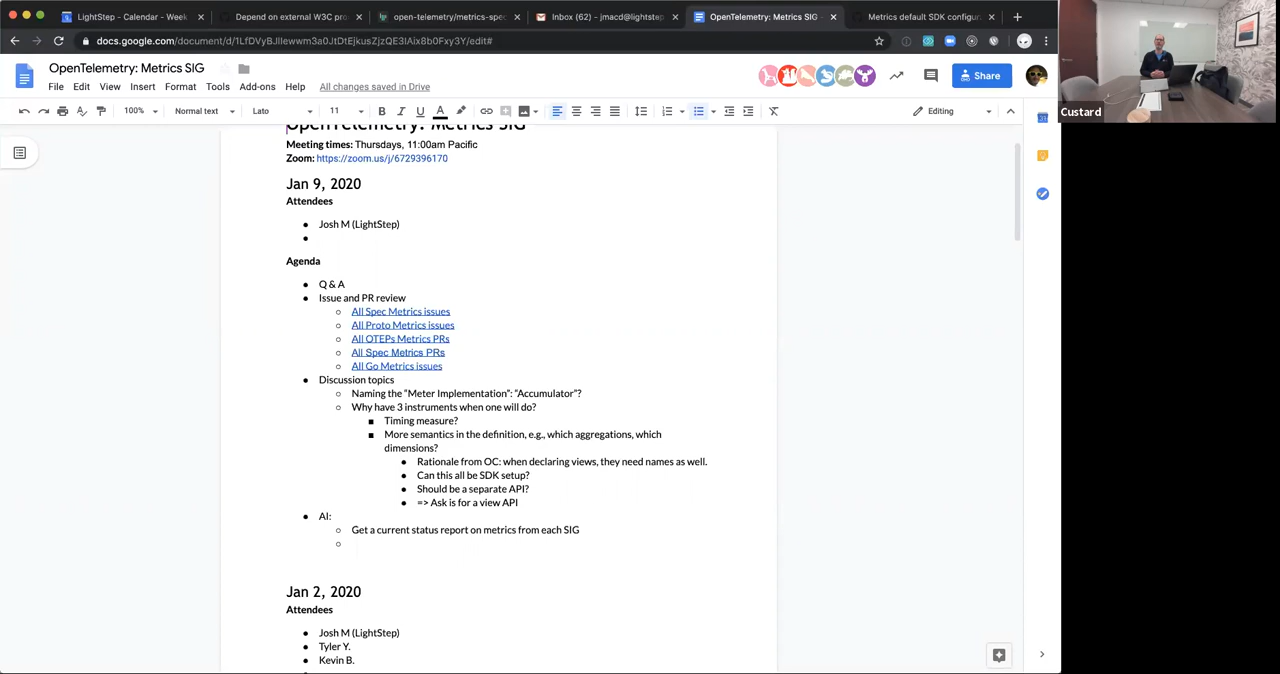 LightStep - Calendar - Week
Depend on external W3C pro
open-telemetry/metrics-spec
Inbox (62) - jmacd@lightstep
OpenTelemetry: Metrics SIG -
Metrics default SDK configur
OpenTelemetry: Metrics SIG
File Edit View Insert Format Tools Add-ons Help All changes saved in Drive
Share
100% Normal text Lato 11 B I U A Editing
Custard
OpenTelemetry: Metrics SIG
Meeting times: Thursdays, 11:00am Pacific
Zoom: https://zoom.us/j/6729396170
Jan 9, 2020
Attendees
Josh M (LightStep)
Agenda
Q & A
Issue and PR review
All Spec Metrics issues
All Proto Metrics issues
All OTEPs Metrics PRs
All Spec Metrics PRs
All Go Metrics issues
Discussion topics
Naming the "Meter Implementation": "Accumulator"?
Why have 3 instruments when one will do?
Timing measure?
More semantics in the definition, e.g., which aggregations, which
dimensions?
Rationale from OC: when declaring views, they need names as well.
Can this all be SDK setup?
Should be a separate API?
=> Ask is for a view API
AI:
Get a current status report on metrics from each SIG
Jan 2, 2020
Attendees
Josh M (LightStep)
Tyler Y.
Kevin B.